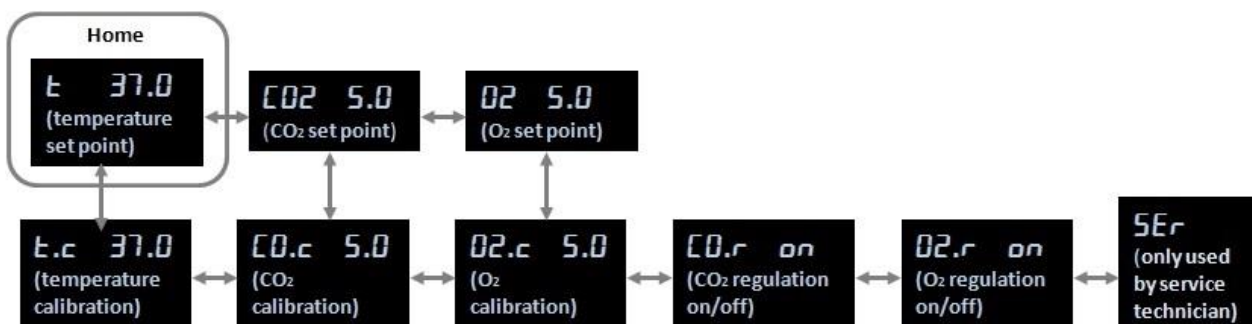 Home
t 37.0
(temperature
set point)
CO2 5.0
(CO₂ set point)
O2 5.0
(O₂ set point)
t.c 37.0
(temperature
calibration)
CO.c 5.0
(CO₂
calibration)
O2.c 5.0
(O₂
calibration)
CO.r on
(CO₂ regulation
on/off)
O2.r on
(O₂ regulation
on/off)
SEr
(only used
by service
technician)